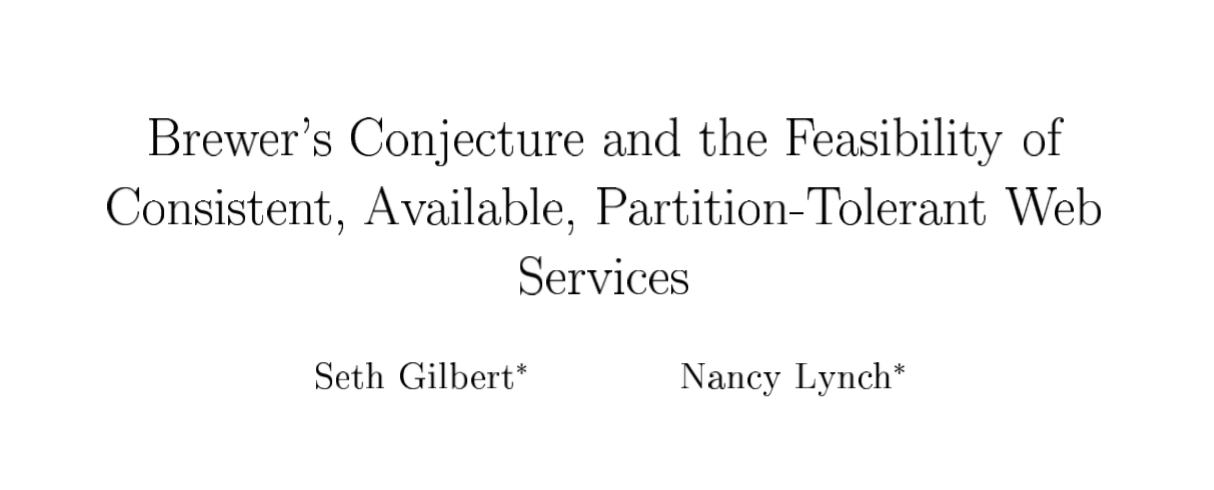 Brewer’s Conjecture and the Feasibility of
Consistent, Available, Partition-Tolerant Web
Services
Seth Gilbert* Nancy Lynch*